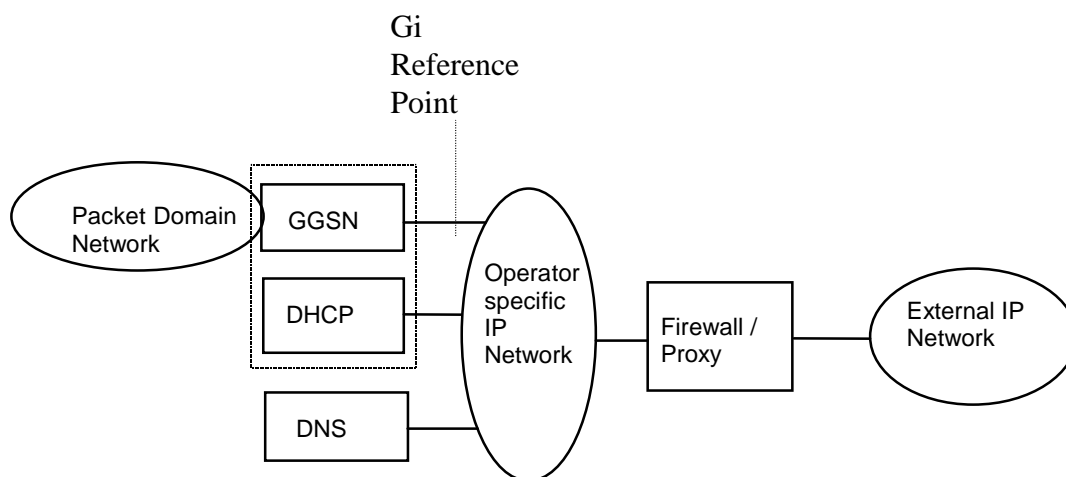 Gi
Reference
Point
Packet Domain
Network
GGSN
DHCP
DNS
Operator
specific
IP
Network
Firewall /
Proxy
External IP
Network